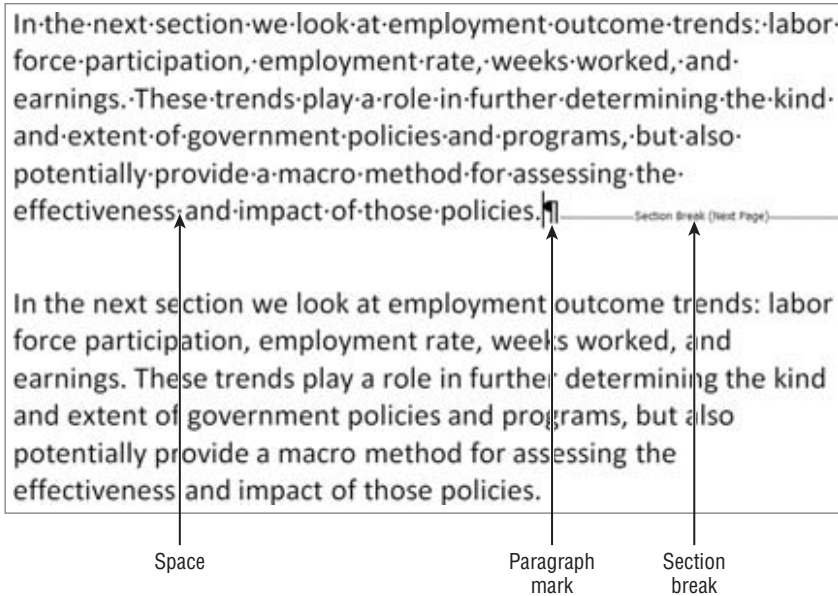 In·the·next·section·we·look·at·employment·outcome·trends:·labor·
force·participation,·employment·rate,·weeks·worked,·and·
earnings.·These·trends·play·a·role·in·further·determining·the·kind·
and·extent·of·government·policies·and·programs,·but·also·
potentially·provide·a·macro·method·for·assessing·the·
effectiveness·and·impact·of·those·policies.¶ Section Break (Next Page)
In the next section we look at employment outcome trends: labor
force participation, employment rate, weeks worked, and
earnings. These trends play a role in further determining the kind
and extent of government policies and programs, but also
potentially provide a macro method for assessing the
effectiveness and impact of those policies.
Space
Paragraph
mark
Section
break